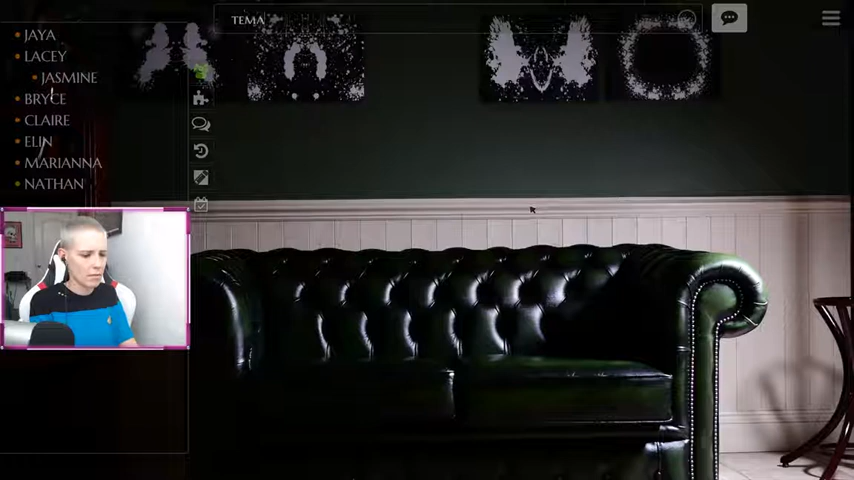 TEMA
JAYA
LACEY
JASMINE
BRYCE
CLAIRE
ELIN
MARIANNA
NATHAN